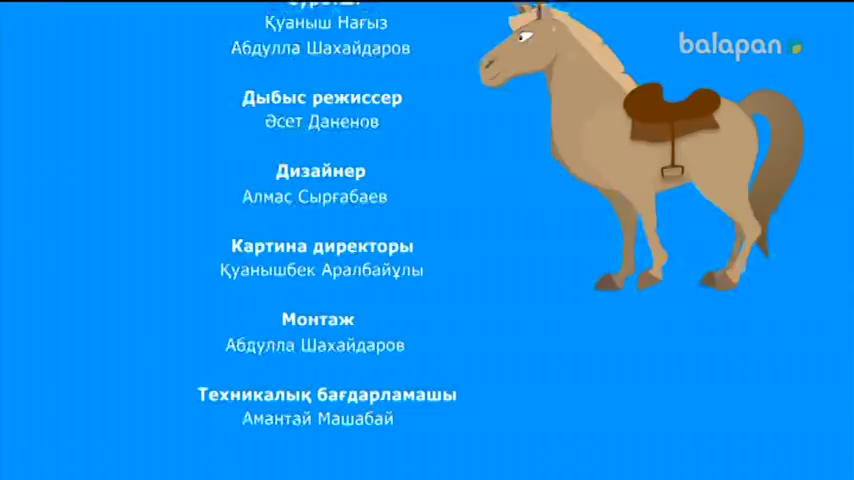 Қуаныш Нағыз
Абдулла Шахайдаров
balapan
Дыбыс режиссер
Әсет Даненов
Дизайнер
Алмас Сырғабаев
Картина директоры
Қуанышбек Аралбайұлы
Монтаж
Абдулла Шахайдаров
Техникалық бағдарламашы
Амантай Машабай